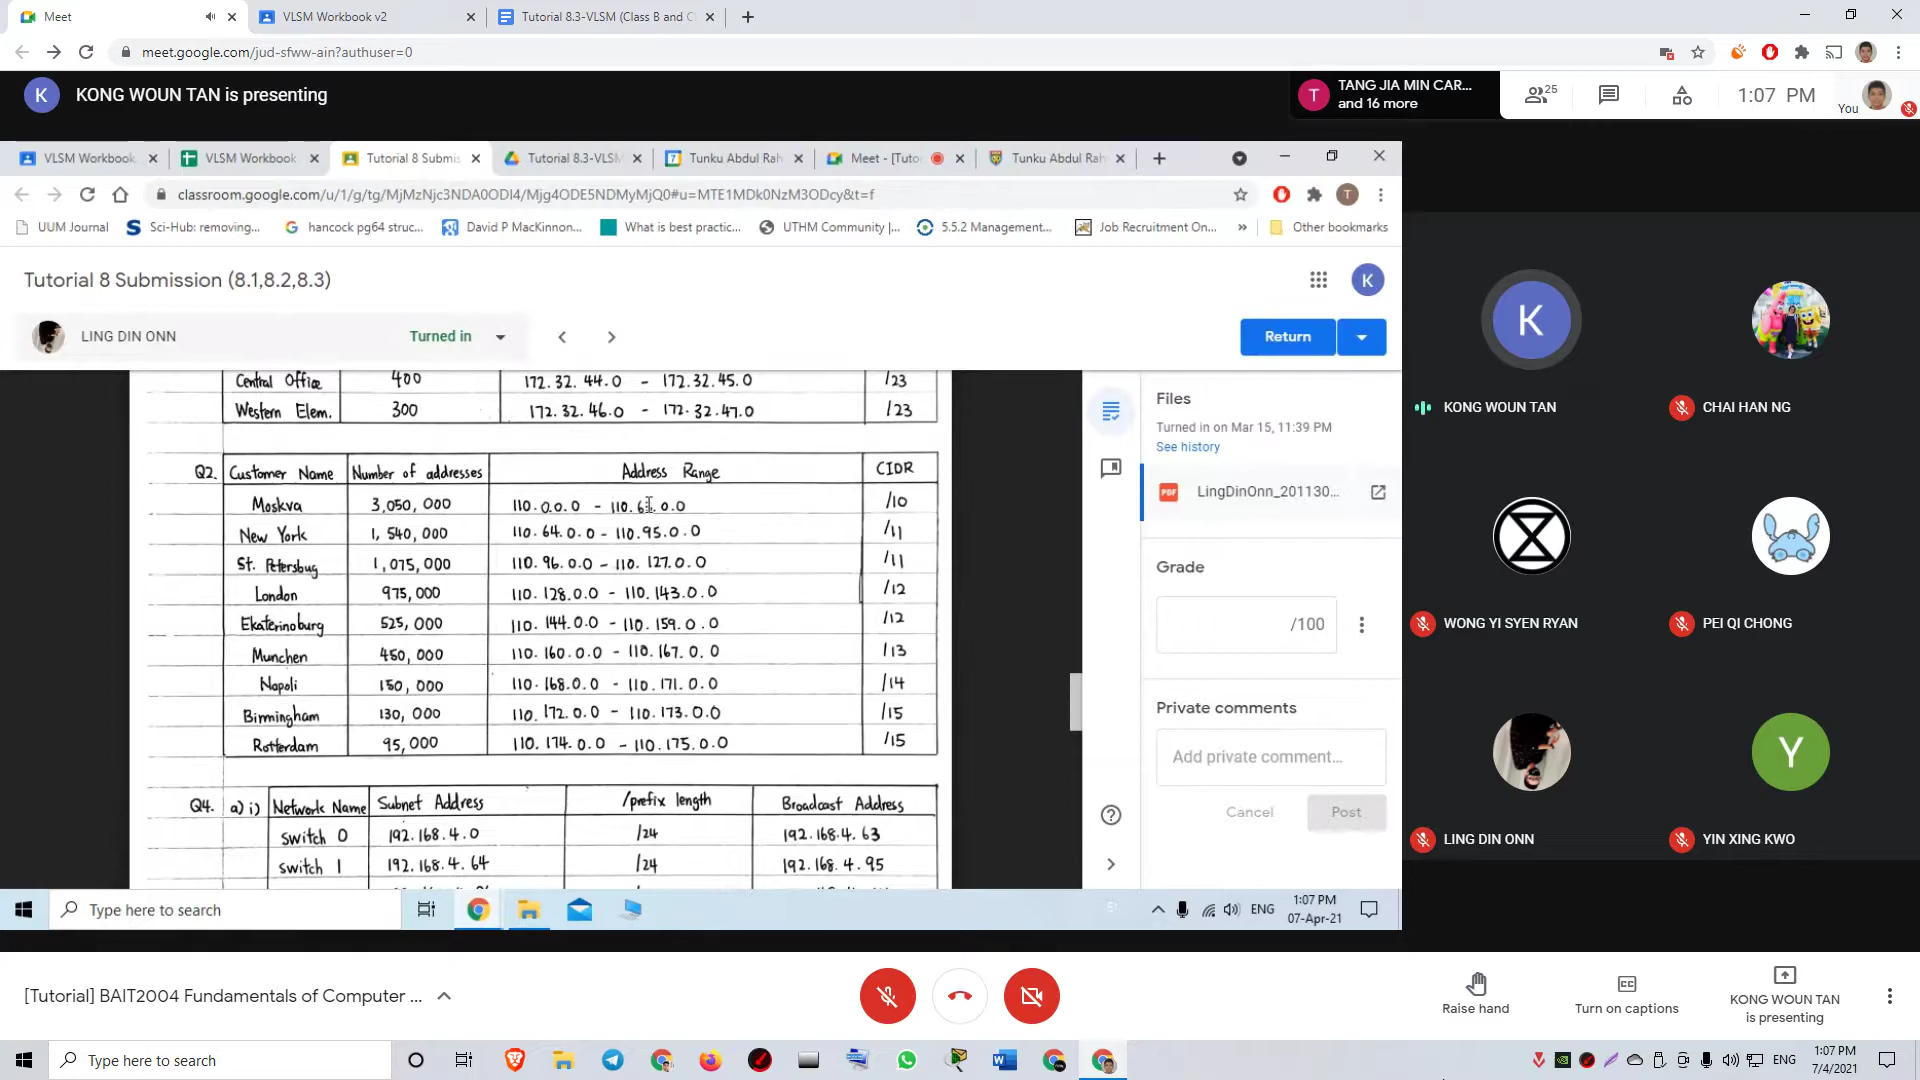 Meet
VLSM Workbook v2
Tutorial 8.3-VLSM (Class B and C
meet.google.com/jud-sfww-ain?authuser=0
K
KONG WOUN TAN is presenting
T
TANG JIA MIN CAR...
and 16 more
25
1:07 PM
You
VLSM Workbook
VLSM Workbook
Tutorial 8 Submis
Tutorial 8.3-VLSM
Tunku Abdul Rah
Meet - [Tuto
Tunku Abdul Rah
classroom.google.com/u/1/g/tg/MjMzNjc3NDA0ODI4/Mjg4ODE5NDMyMjQ0#u=MTE1MDk0NzM3ODcy&t=f
T
UUM Journal
Sci-Hub: removing...
hancock pg64 struc...
David P MacKinnon...
What is best practic...
UTHM Community |...
5.5.2 Management...
Job Recruitment On...
»
Other bookmarks
Tutorial 8 Submission (8.1,8.2,8.3)
K
LING DIN ONN
Turned in
Return
Central Office 400 172.32.44.0 - 172.32.45.0 /23
Western Elem. 300 172.32.46.0 - 172.32.47.0 /23
Q2. Customer Name Number of addresses Address Range CIDR
Moskva 3,050,000 110.0.0.0 - 110.63.0.0 /10
New York 1,540,000 110.64.0.0 - 110.95.0.0 /11
St. Petersbug 1,075,000 110.96.0.0 - 110.127.0.0 /11
London 975,000 110.128.0.0 - 110.143.0.0 /12
Ekaterinoburg 525,000 110.144.0.0 - 110.159.0.0 /12
Munchen 450,000 110.160.0.0 - 110.167.0.0 /13
Napoli 150,000 110.168.0.0 - 110.171.0.0 /14
Birmingham 130,000 110.172.0.0 - 110.173.0.0 /15
Rotterdam 95,000 110.174.0.0 - 110.175.0.0 /15
Q4. a) i) Network Name Subnet Address /prefix length Broadcast Address
switch 0 192.168.4.0 /24 192.168.4.63
switch 1 192.168.4.64 /24 192.168.4.95
Files
Turned in on Mar 15, 11:39 PM
See history
PDF
LingDinOnn_201130...
Grade
/100
Private comments
Add private comment...
Cancel
Post
K
KONG WOUN TAN
CHAI HAN NG
WONG YI SYEN RYAN
PEI QI CHONG
Y
LING DIN ONN
YIN XING KWO
Type here to search
ENG
1:07 PM
07-Apr-21
[Tutorial] BAIT2004 Fundamentals of Computer ...
Raise hand
Turn on captions
KONG WOUN TAN
is presenting
Type here to search
ENG
1:07 PM
7/4/2021